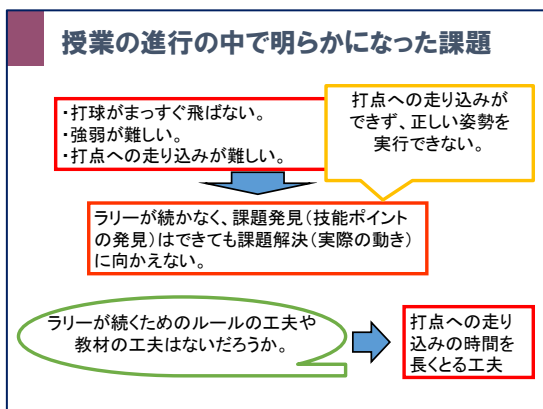 授業の進行の中で明らかになった課題
・打球がまっすぐ飛ばない。
・強弱が難しい。
・打点への走り込みが難しい。
打点への走り込みが
できず、正しい姿勢を
実行できない。
ラリーが続かなく、課題発見(技能ポイント
の発見)はできても課題解決(実際の動き)
に向かえない。
ラリーが続くためのルールの工夫や
教材の工夫はないだろうか。
打点への走り
込みの時間を
長くとる工夫